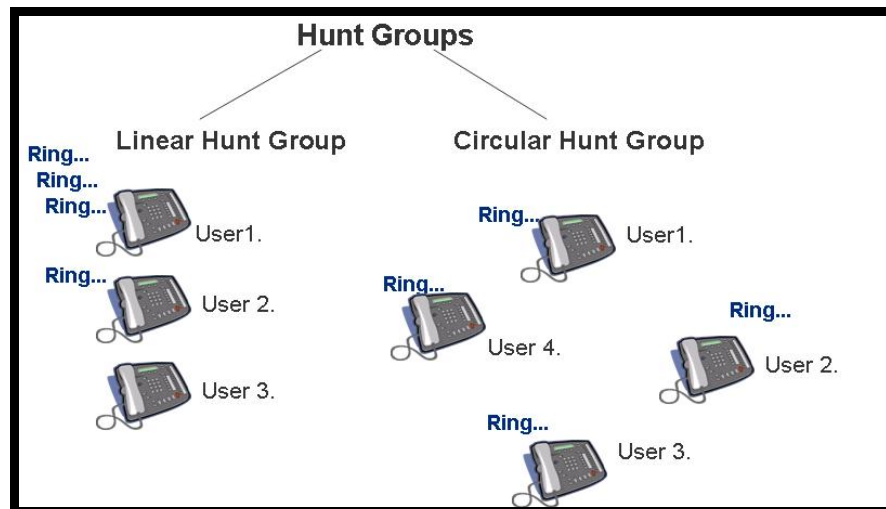 Hunt Groups
Linear Hunt Group
Ring...
Ring...
Ring...
User1.
Ring...
User 2.
User 3.
Circular Hunt Group
Ring...
User1.
Ring...
User 4.
Ring...
User 2.
Ring...
User 3.